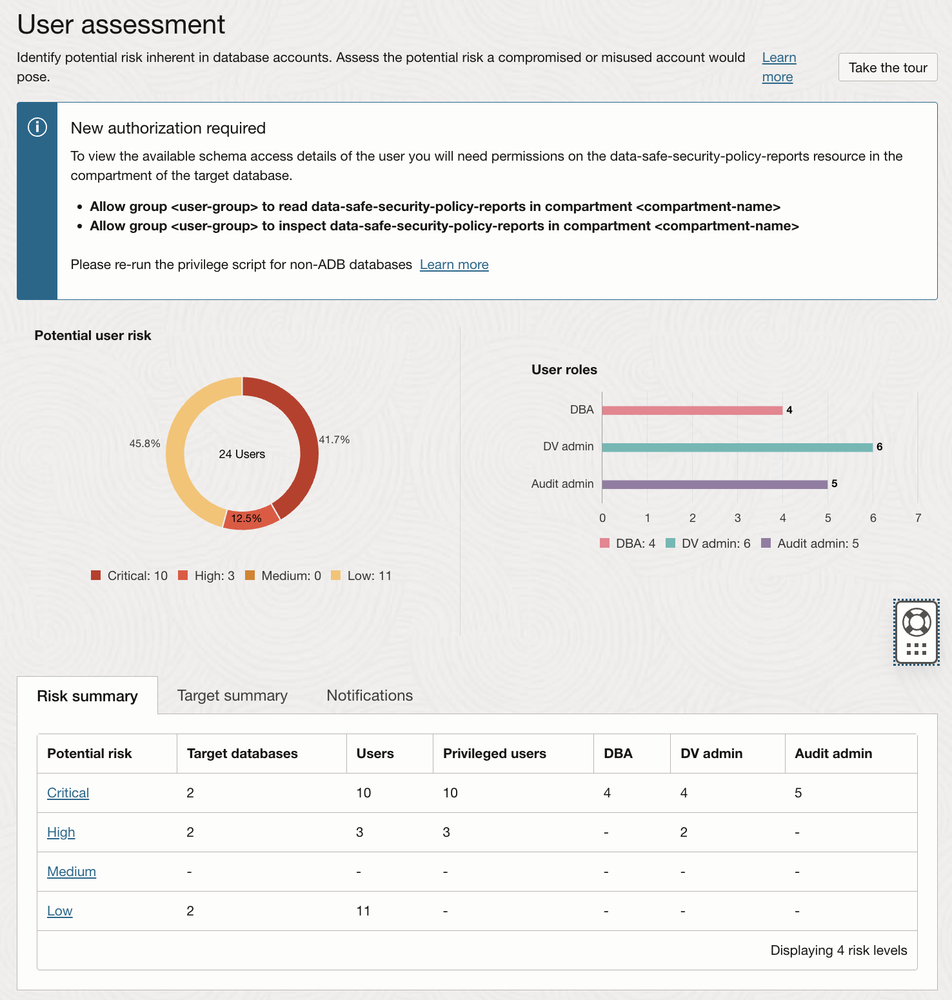 User assessment
Identify potential risk inherent in database accounts. Assess the potential risk a compromised or misused account would
pose.
Learn
more
Take the tour
New authorization required
To view the available schema access details of the user you will need permissions on the data-safe-security-policy-reports resource in the
compartment of the target database.
• Allow group <user-group> to read data-safe-security-policy-reports in compartment <compartment-name>
• Allow group <user-group> to inspect data-safe-security-policy-reports in compartment <compartment-name>
Please re-run the privilege script for non-ADB databases Learn more
Potential user risk
45.8%
41.7%
24 Users
12.5%
Critical: 10 High: 3 Medium: 0 Low: 11
User roles
DBA 4
DV admin 6
Audit admin 5
0 1 2 3 4 5 6 7
DBA: 4 DV admin: 6 Audit admin: 5
Risk summary Target summary Notifications
Potential risk Target databases Users Privileged users DBA DV admin Audit admin
Critical 2 10 10 4 4 5
High 2 3 3 - 2 -
Medium - - - - - -
Low 2 11 - - - -
Displaying 4 risk levels